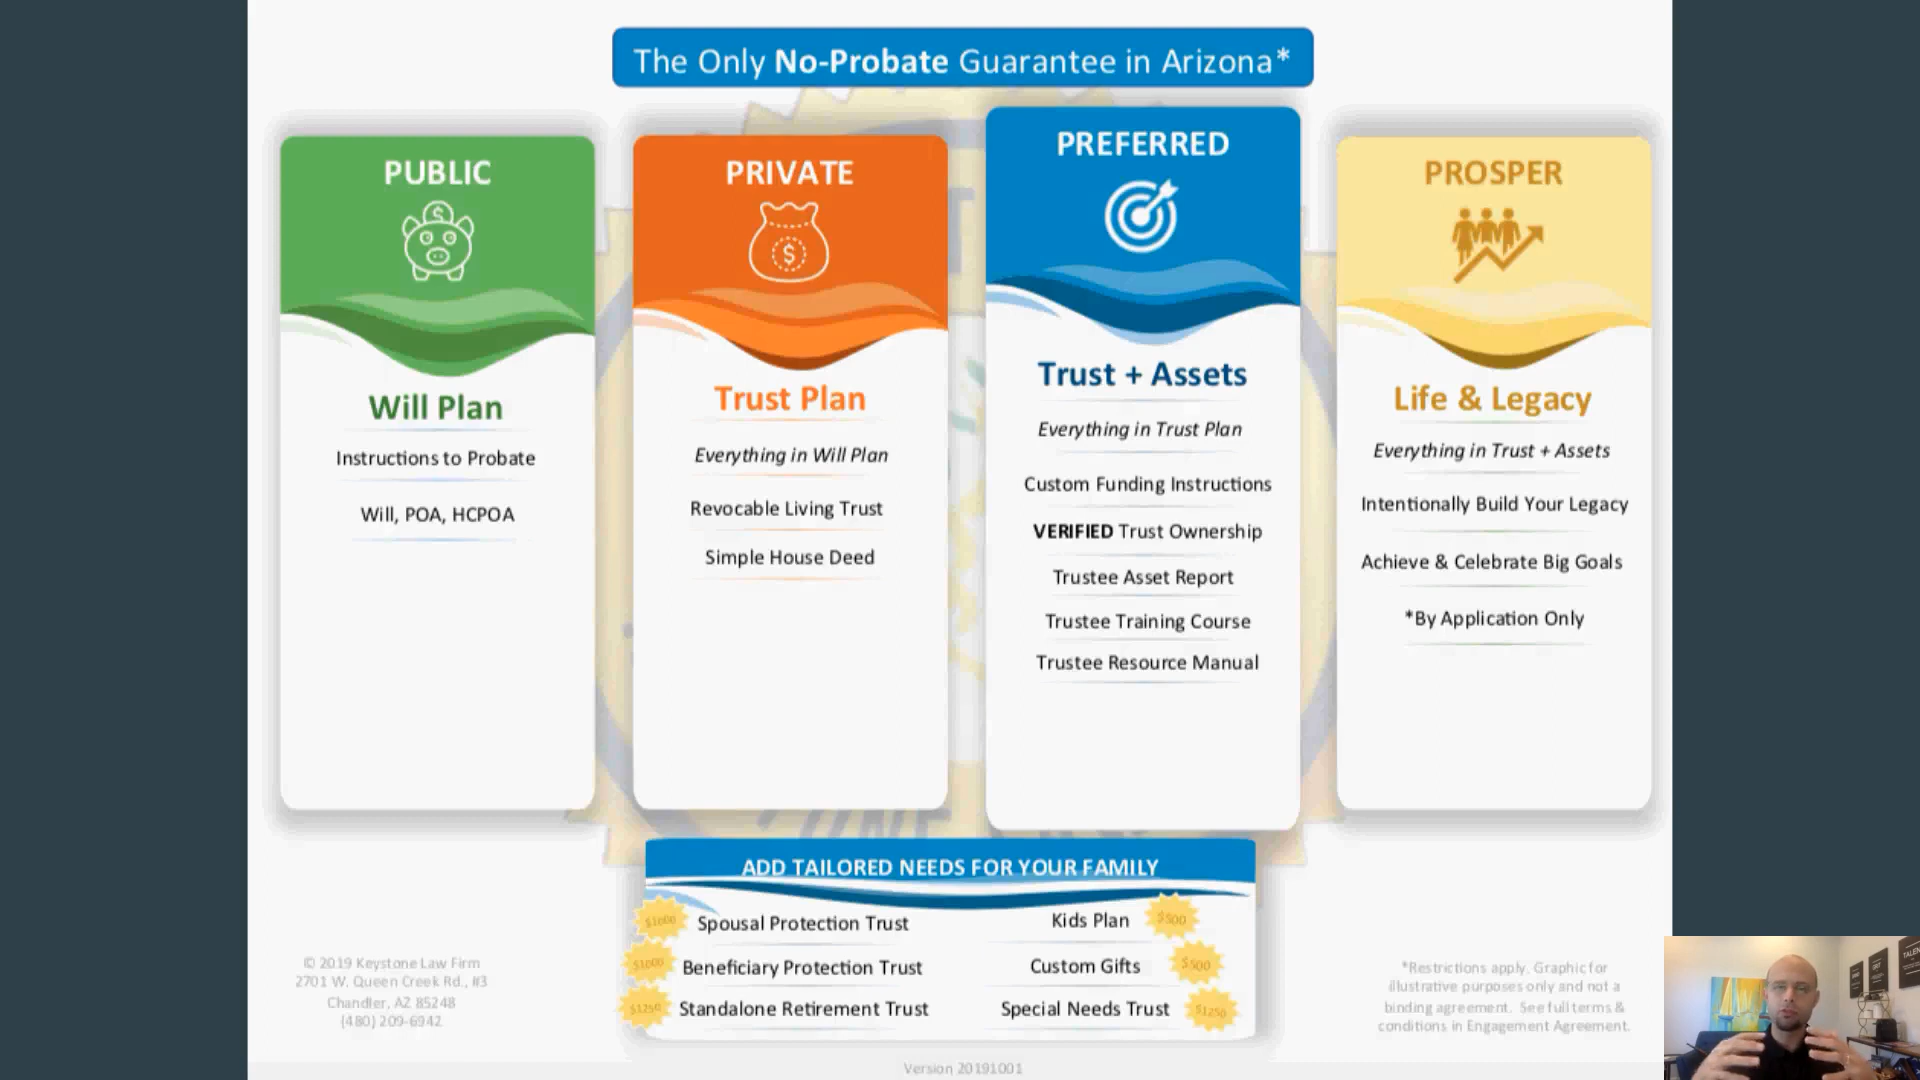 The Only No-Probate Guarantee in Arizona*
PUBLIC
Will Plan
Instructions to Probate
Will, POA, HCPOA
PRIVATE
Trust Plan
Everything in Will Plan
Revocable Living Trust
Simple House Deed
PREFERRED
Trust + Assets
Everything in Trust Plan
Custom Funding Instructions
VERIFIED Trust Ownership
Trustee Asset Report
Trustee Training Course
Trustee Resource Manual
PROSPER
Life & Legacy
Everything in Trust + Assets
Intentionally Build Your Legacy
Achieve & Celebrate Big Goals
*By Application Only
ADD TAILORED NEEDS FOR YOUR FAMILY
$1000 Spousal Protection Trust
$1000 Beneficiary Protection Trust
$1250 Standalone Retirement Trust
Kids Plan $500
Custom Gifts $500
Special Needs Trust $1250
© 2019 Keystone Law Firm
2701 W. Queen Creek Rd., #3
Chandler, AZ 85248
(480) 209-6942
*Restrictions apply. Graphic for
illustrative purposes only and not a
binding agreement. See full terms &
conditions in Engagement Agreement.
Version 20191001